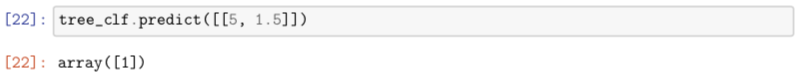 [22]: tree_clf.predict([[5, 1.5]])
[22]: array([1])